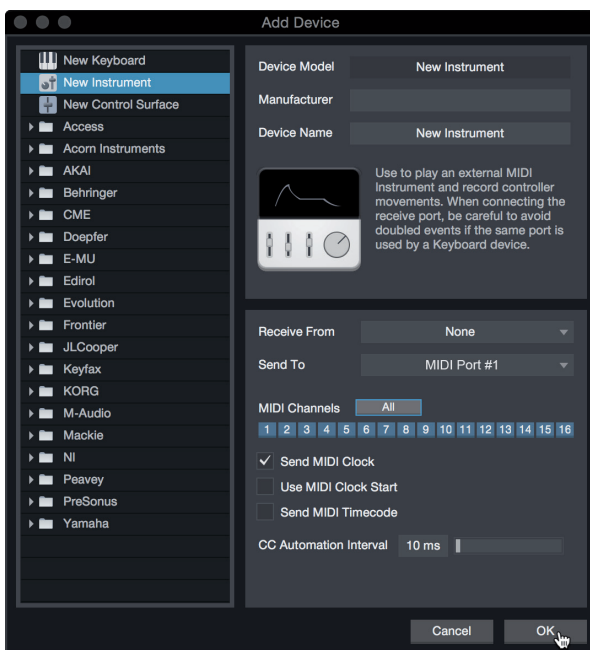 Add Device
New Keyboard
New Instrument
New Control Surface
Access
Acorn Instruments
AKAI
Behringer
CME
Doepfer
E-MU
Edirol
Evolution
Frontier
JLCooper
Keyfax
KORG
M-Audio
Mackie
NI
Peavey
PreSonus
Yamaha
Device Model New Instrument
Manufacturer
Device Name New Instrument
Use to play an external MIDI
Instrument and record controller
movements. When connecting the
receive port, be careful to avoid
doubled events if the same port is
used by a Keyboard device.
Receive From None
Send To MIDI Port #1
MIDI Channels All
1 2 3 4 5 6 7 8 9 10 11 12 13 14 15 16
Send MIDI Clock
Use MIDI Clock Start
Send MIDI Timecode
CC Automation Interval 10 ms
Cancel OK